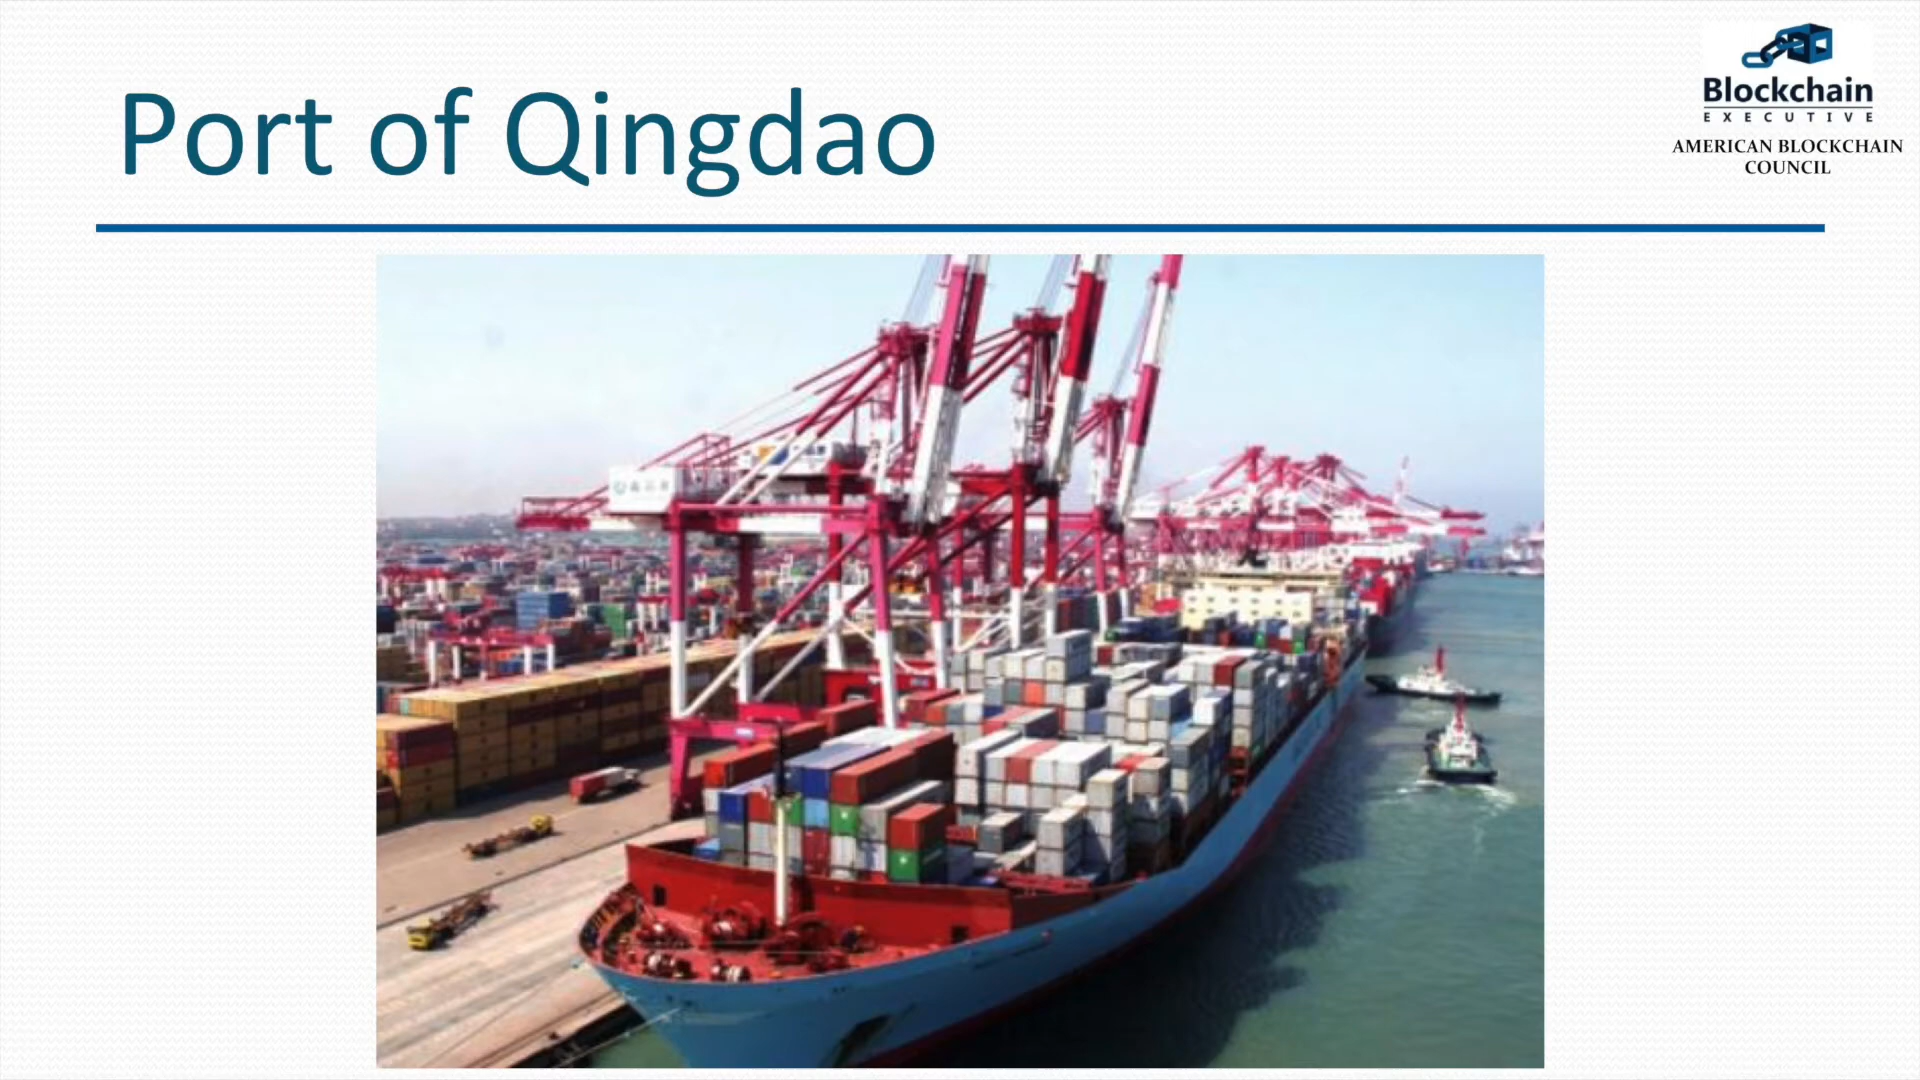 Port of Qingdao
Blockchain
EXECUTIVE
AMERICAN BLOCKCHAIN
COUNCIL